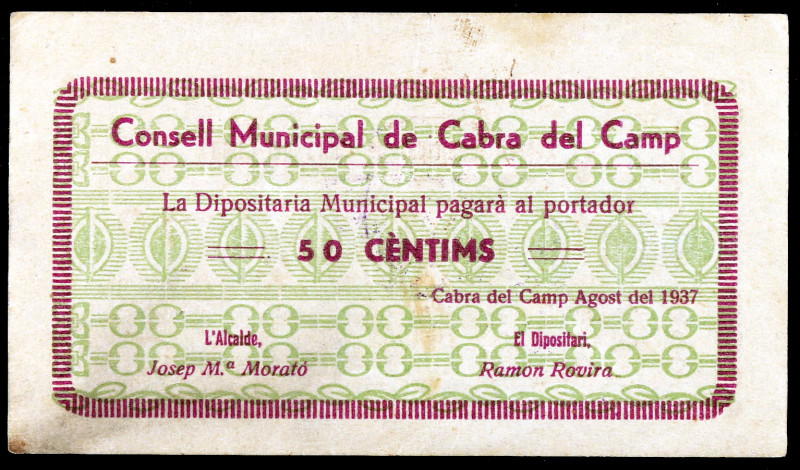 Consell Municipal de Cabra del Camp
La Dipositaria Municipal pagarà al portador
50 CÈNTIMS
Cabra del Camp Agost del 1937
L'Alcalde,
Josep M.ª Morató
El Dipositari,
Ramon Rovira